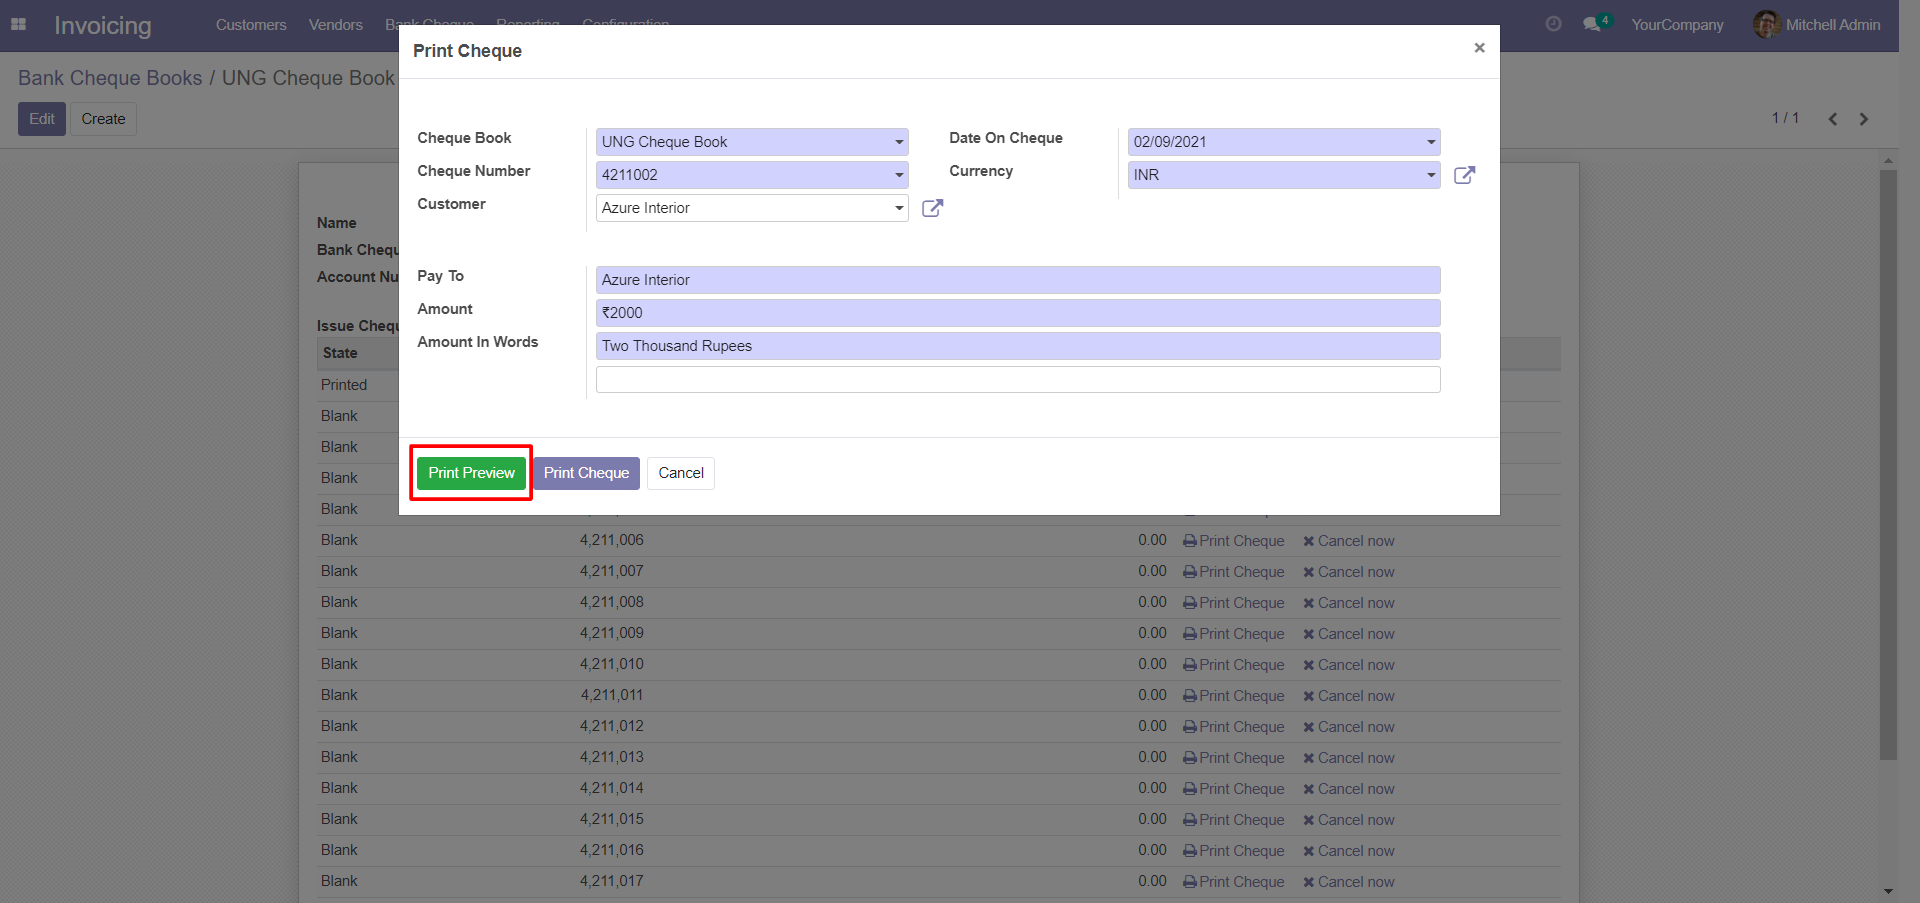 Invoicing Customers Vendors Bank Cheque Reporting Configuration 4 YourCompany Mitchell Admin
Print Cheque ×
Bank Cheque Books / UNG Cheque Book
Edit Create 1 / 1
Cheque Book UNG Cheque Book Date On Cheque 02/09/2021
Cheque Number 4211002 Currency INR
Customer Azure Interior
Name
Bank Chequ
Account Nu
Pay To Azure Interior
Amount ₹2000
Issue Chequ
Amount In Words Two Thousand Rupees
State
Printed
Blank
Blank
Print Preview Print Cheque Cancel
Blank
Blank
Blank 4,211,006 0.00 Print Cheque Cancel now
Blank 4,211,007 0.00 Print Cheque Cancel now
Blank 4,211,008 0.00 Print Cheque Cancel now
Blank 4,211,009 0.00 Print Cheque Cancel now
Blank 4,211,010 0.00 Print Cheque Cancel now
Blank 4,211,011 0.00 Print Cheque Cancel now
Blank 4,211,012 0.00 Print Cheque Cancel now
Blank 4,211,013 0.00 Print Cheque Cancel now
Blank 4,211,014 0.00 Print Cheque Cancel now
Blank 4,211,015 0.00 Print Cheque Cancel now
Blank 4,211,016 0.00 Print Cheque Cancel now
Blank 4,211,017 0.00 Print Cheque Cancel now